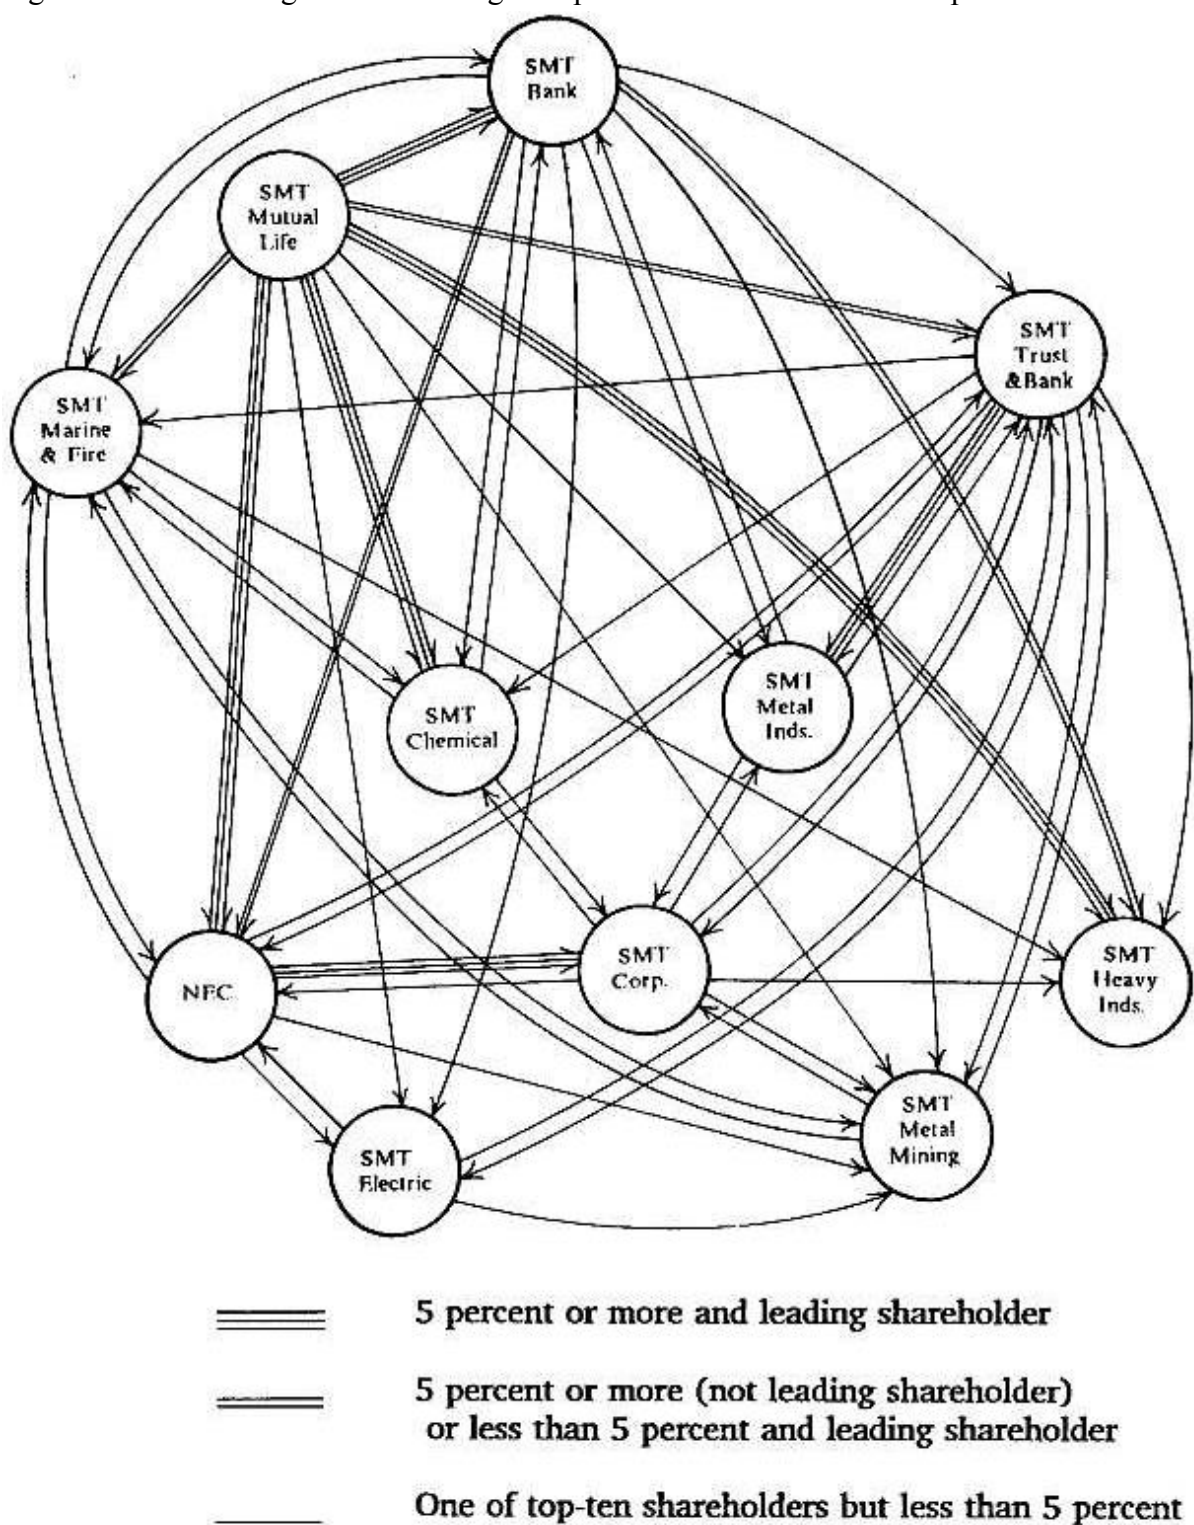 SMT
Bank
SMT
Mutual
Life
SMT
Trust
&Bank
SMT
Marine
& Fire
SMT
Chemical
SMT
Metal
Inds.
NEC
SMT
Corp.
SMT
Heavy
Inds.
SMT
Electric
SMT
Metal
Mining
5 percent or more and leading shareholder
5 percent or more (not leading shareholder)
or less than 5 percent and leading shareholder
One of top-ten shareholders but less than 5 percent